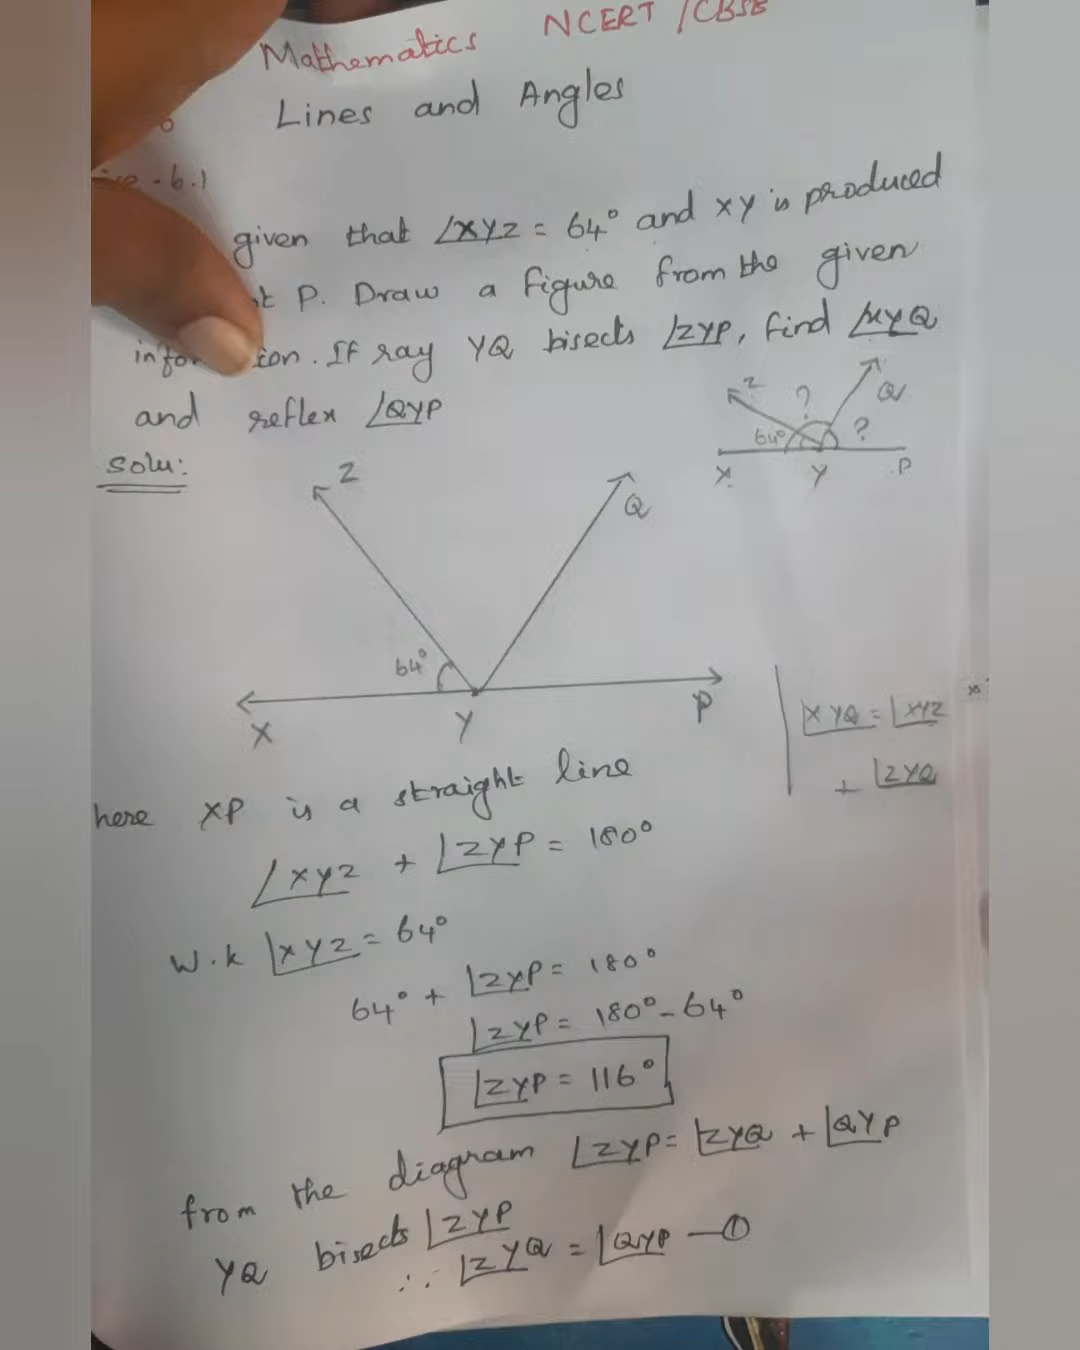 Mathematics NCERT / CBSE
Lines and Angles
- 6.1
given that ∠XYZ = 64° and XY is produced
P. Draw a figure from the given
If ray YQ bisects ∠ZYP, find ∠XYQ
and reflex ∠QYP
Z ? Q
64° ?
X Y P
Solu:
Z Q
64°
X Y P
∠XYQ = ∠XYZ
+ ∠ZYQ
here XP is a straight line
∠XYZ + ∠ZYP = 180°
W.k ∠XYZ = 64°
64° + ∠ZYP = 180°
∠ZYP = 180° - 64°
∠ZYP = 116°
from the diagram ∠ZYP = ∠ZYQ + ∠QYP
YQ bisects ∠ZYP
∴ ∠ZYQ = ∠QYP — ①